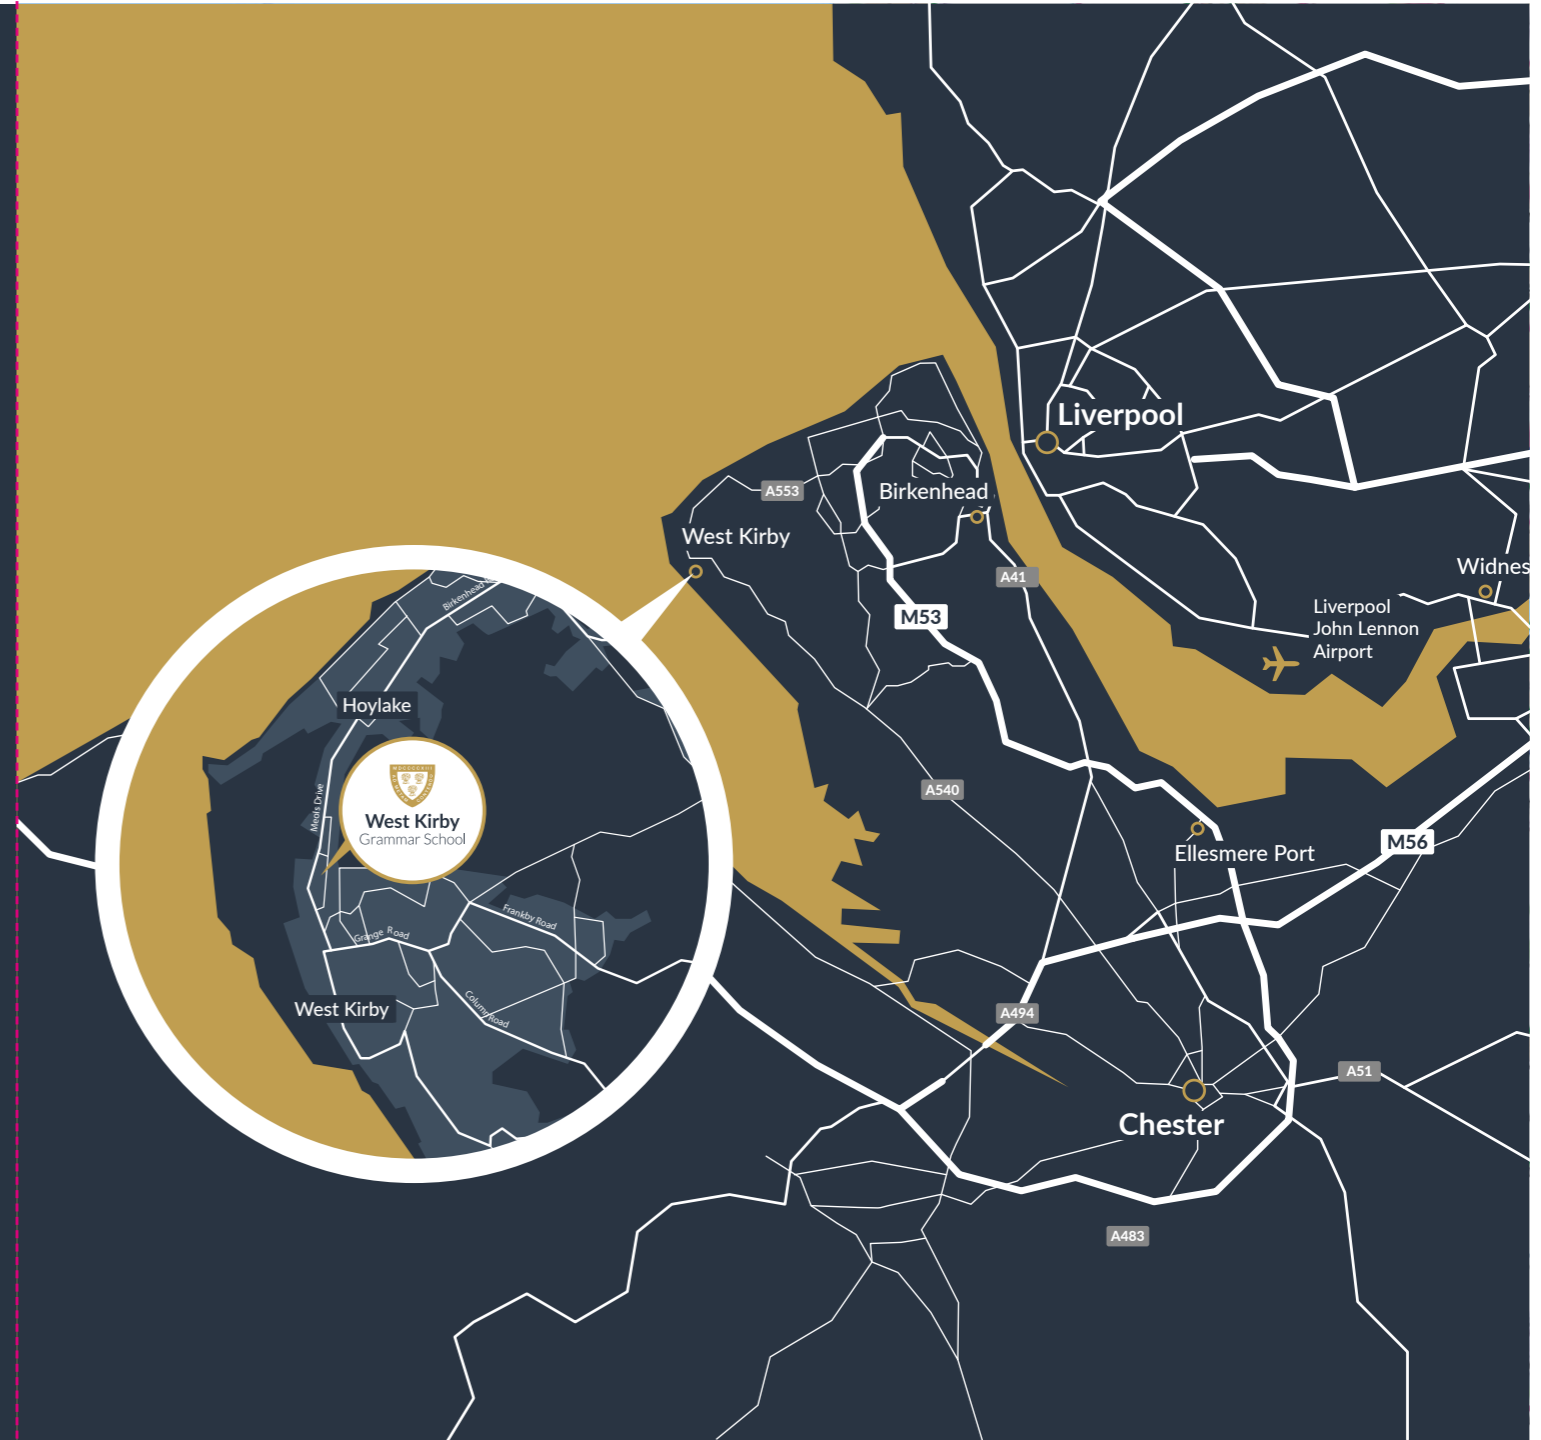 Liverpool
A553
Birkenhead
West Kirby
A41
Widnes
M53
Liverpool
John Lennon
Airport
Birkenhead
Hoylake
Meols Drive
West Kirby
Grammar School
A540
Ellesmere Port
M56
Frankby Road
Grange Road
West Kirby
Column Road
A494
A51
Chester
A483